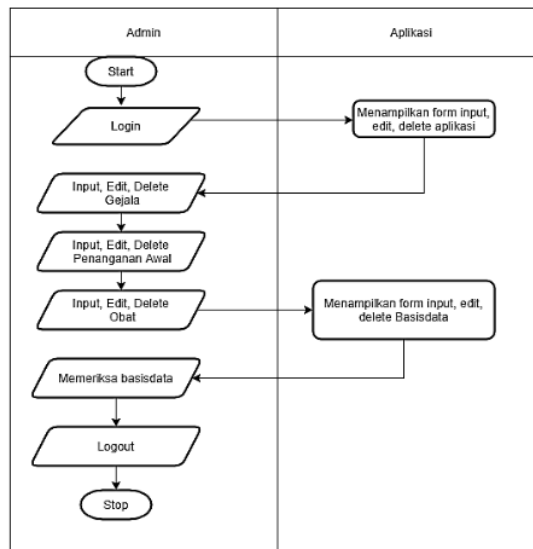 Admin
Aplikasi
Start
Login
Menampilkan form input,
edit, delete aplikasi
Input, Edit, Delete
Gejala
Input, Edit, Delete
Penanganan Awal
Input, Edit, Delete
Obat
Menampilkan form input, edit,
delete Basisdata
Memeriksa basisdata
Logout
Stop